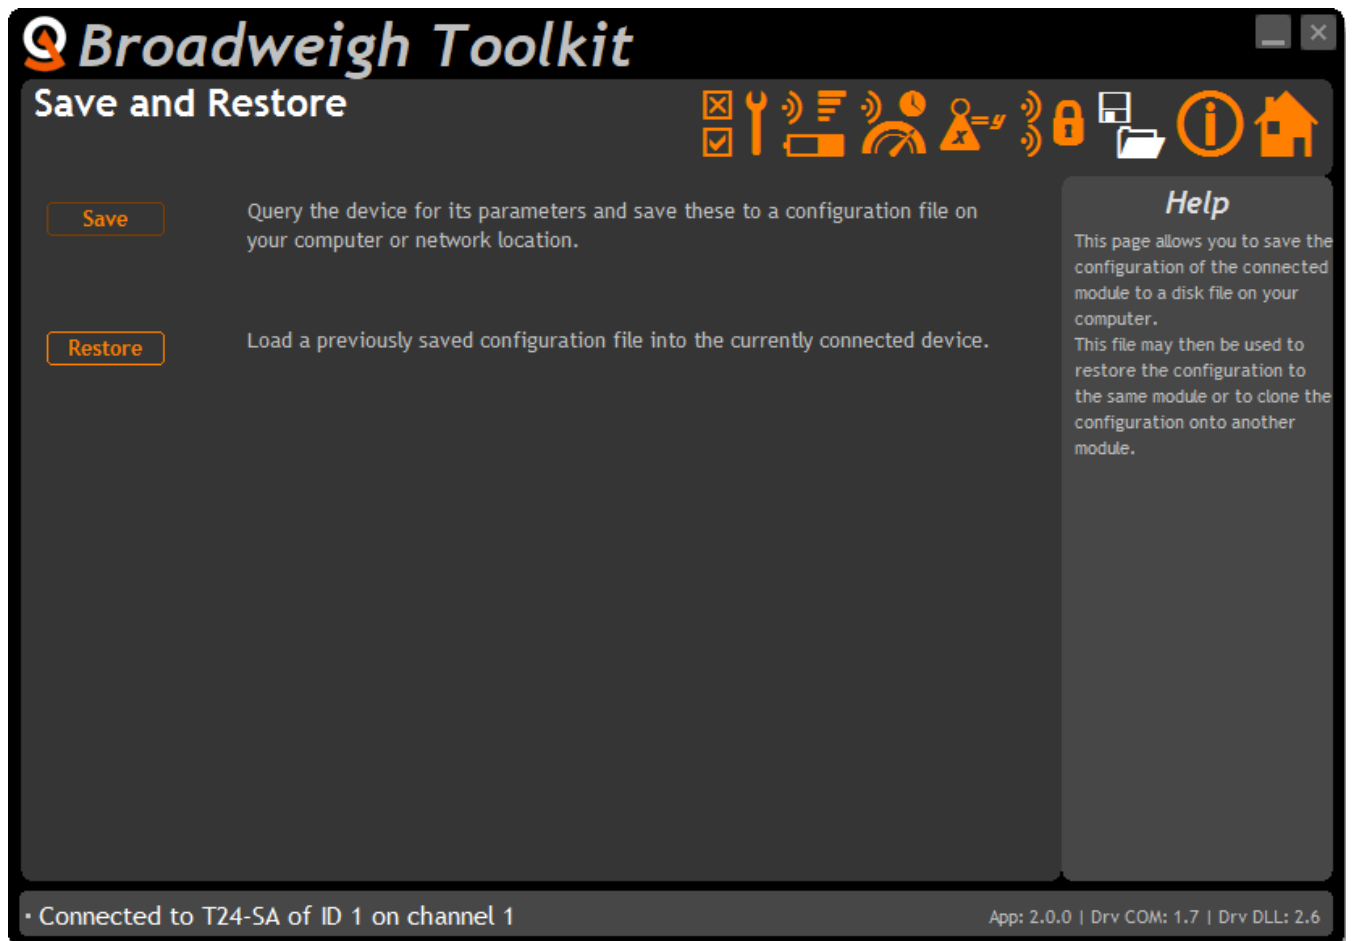 Broadweigh Toolkit
Save and Restore
x =y
Save
Query the device for its parameters and save these to a configuration file on
your computer or network location.
Restore
Load a previously saved configuration file into the currently connected device.
Help
This page allows you to save the
configuration of the connected
module to a disk file on your
computer.
This file may then be used to
restore the configuration to
the same module or to clone the
configuration onto another
module.
Connected to T24-SA of ID 1 on channel 1
App: 2.0.0 | Drv COM: 1.7 | Drv DLL: 2.6